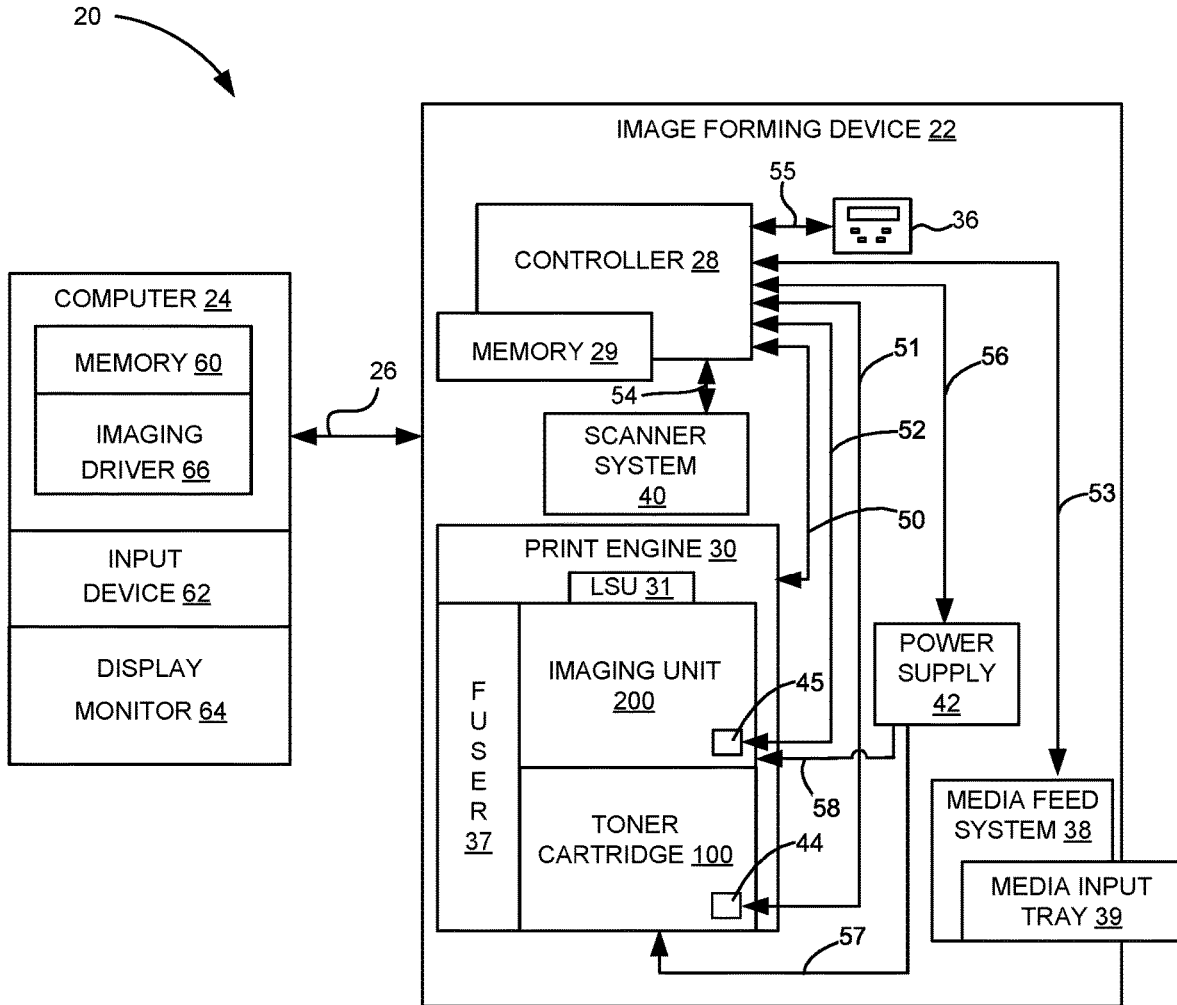 20
IMAGE FORMING DEVICE 22
55
36
CONTROLLER 28
MEMORY 29
54
COMPUTER 24
MEMORY 60
IMAGING
DRIVER 66
INPUT
DEVICE 62
DISPLAY
MONITOR 64
26
SCANNER
SYSTEM
40
51
56
52
53
50
PRINT ENGINE 30
LSU 31
FUSER
37
IMAGING UNIT
200
45
POWER
SUPPLY
42
58
TONER
CARTRIDGE 100
44
MEDIA FEED
SYSTEM 38
MEDIA INPUT
TRAY 39
57